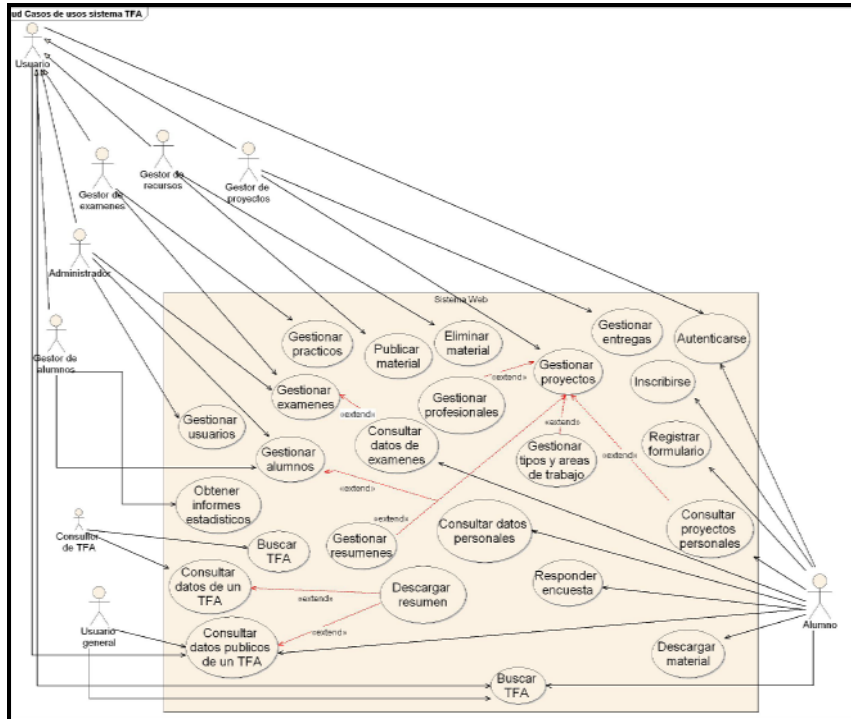 ud Casos de usos sistema TFA
Usuario
Gestor de
examenes
Gestor de
recursos
Gestor de
proyectos
Administrador
Gestor de
alumnos
Sistema Web
Gestionar
practicos
Publicar
material
Eliminar
material
Gestionar
entregas
Autenticarse
Gestionar
proyectos
«extend»
Gestionar
examenes
«extend»
Gestionar
profesionales
Inscribirse
Gestionar
usuarios
Consultar
datos de
examenes
«extend»
Gestionar
tipos y areas
de trabajo
Registrar
formulario
Gestionar
alumnos
«extend»
«extend»
Obtener
informes
estadisticos
«extend»
Gestionar
resumenes
Consultar datos
personales
Consultar
proyectos
personales
Consultor
de TFA
Buscar
TFA
Consultar
datos de un
TFA
«extend»
Descargar
resumen
Responder
encuesta
Alumno
Usuario
general
«extend»
Consultar
datos publicos
de un TFA
Descargar
material
Buscar
TFA